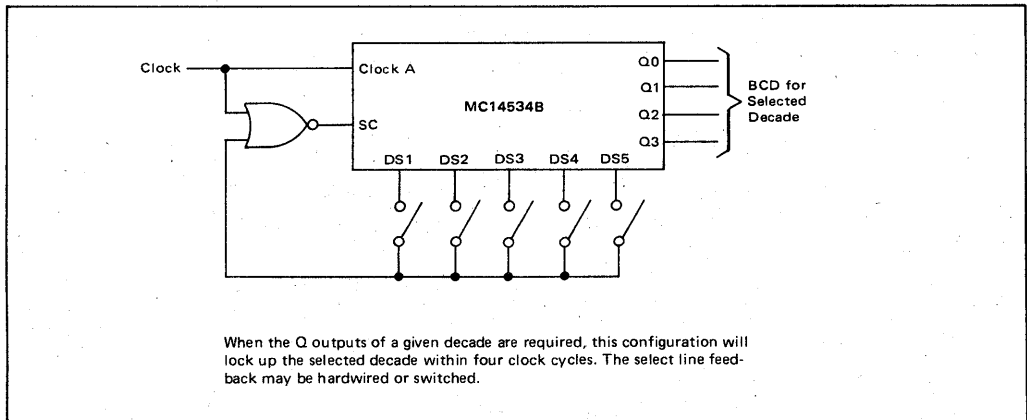 Clock
Clock A
SC
MC14534B
Q0
Q1
Q2
Q3
BCD for
Selected
Decade
DS1 DS2 DS3 DS4 DS5
When the Q outputs of a given decade are required, this configuration will
lock up the selected decade within four clock cycles. The select line feed-
back may be hardwired or switched.